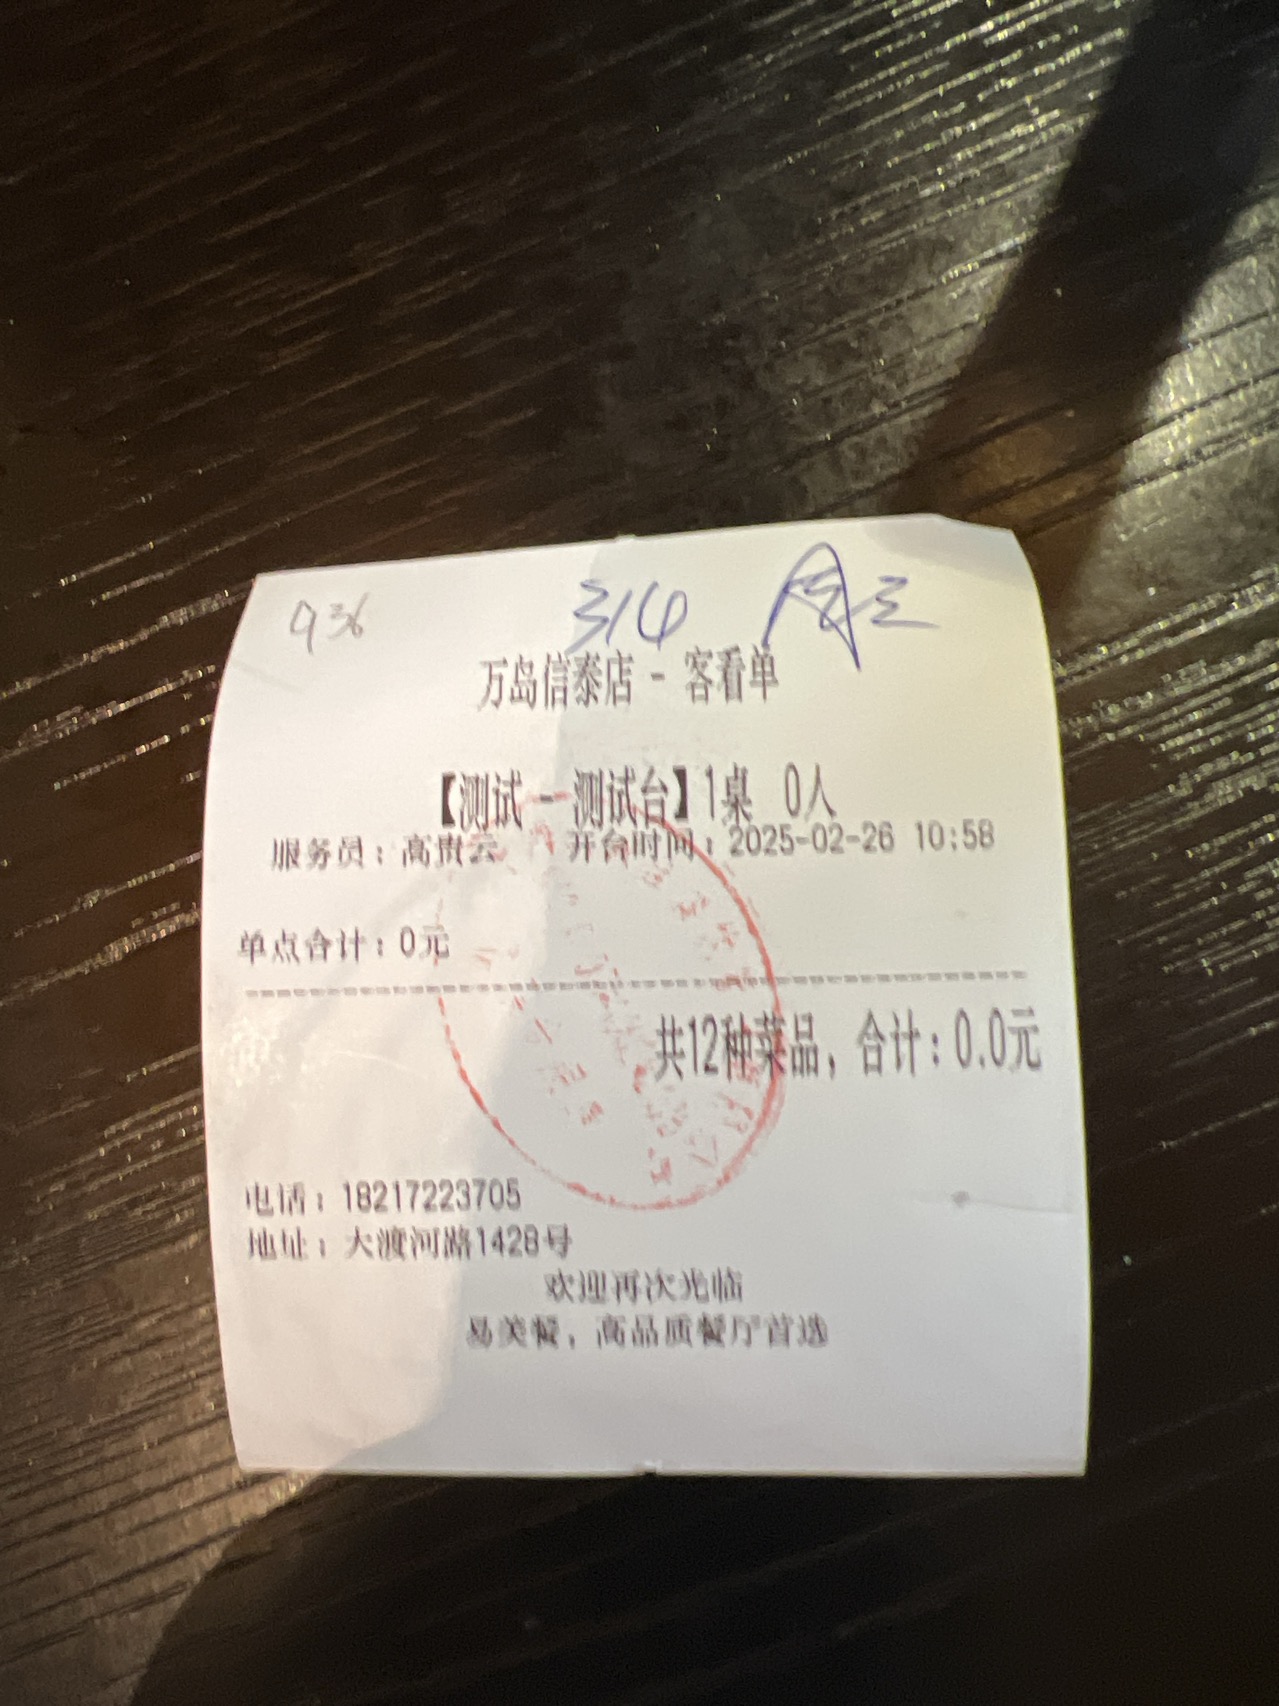 936
314
万岛信泰店 - 客看单
【测试 - 测试台】1桌 0人
服务员：高贵云 开台时间：2025-02-26 10:58
单点合计：0元
共12种菜品，合计：0.0元
电话：18217223705
地址：大渡河路1428号
欢迎再次光临
易美餐，高品质餐厅首选